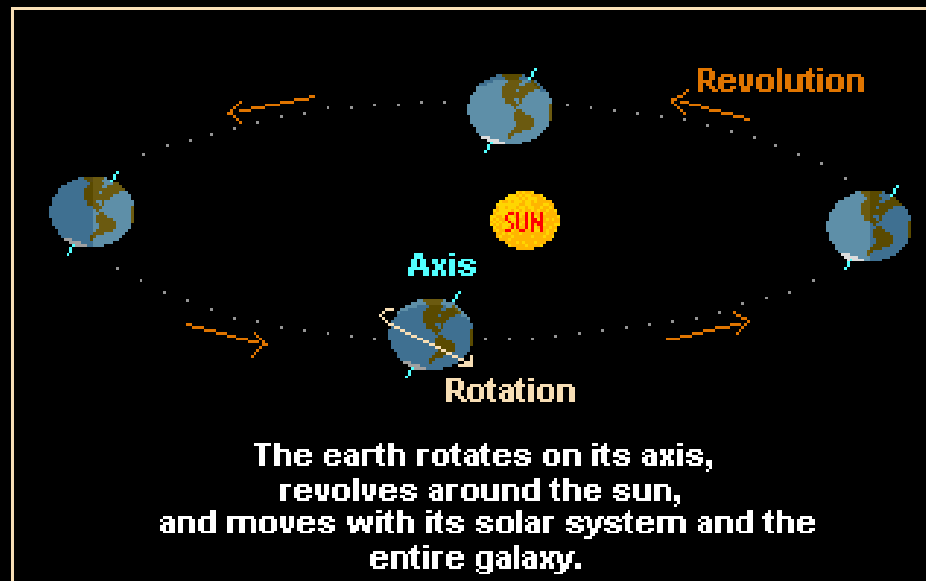 Revolution
SUN
Axis
Rotation
The earth rotates on its axis,
revolves around the sun,
and moves with its solar system and the
entire galaxy.